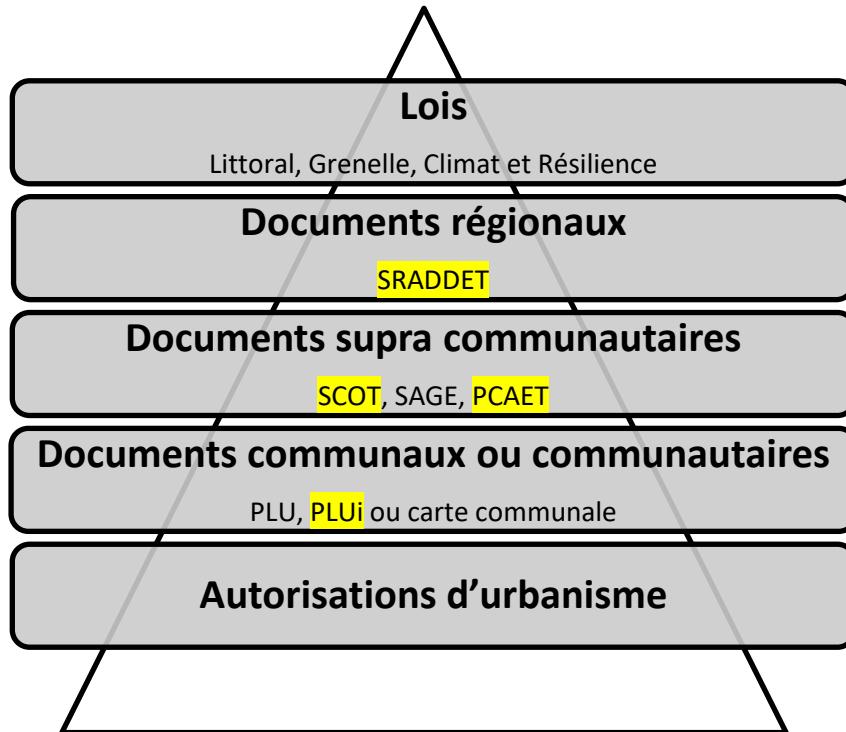 Lois
Littoral, Grenelle, Climat et Résilience
Documents régionaux
SRADDET
Documents supra communautaires
SCOT, SAGE, PCAET
Documents communaux ou communautaires
PLU, PLUi ou carte communale
Autorisations d’urbanisme